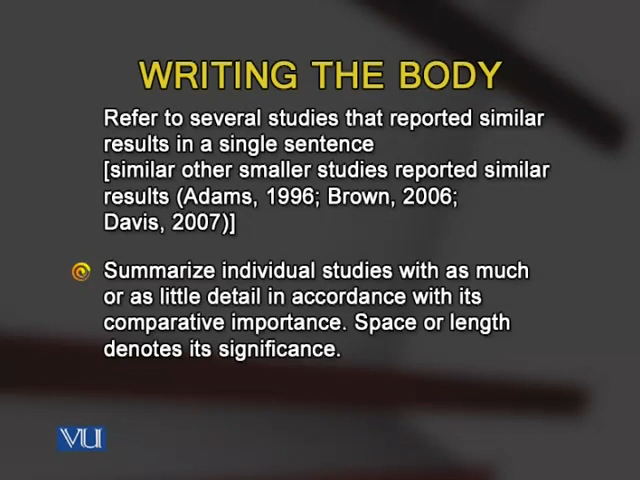 WRITING THE BODY
Refer to several studies that reported similar
results in a single sentence
[similar other smaller studies reported similar
results (Adams, 1996; Brown, 2006;
Davis, 2007)]
Summarize individual studies with as much
or as little detail in accordance with its
comparative importance. Space or length
denotes its significance.
VU